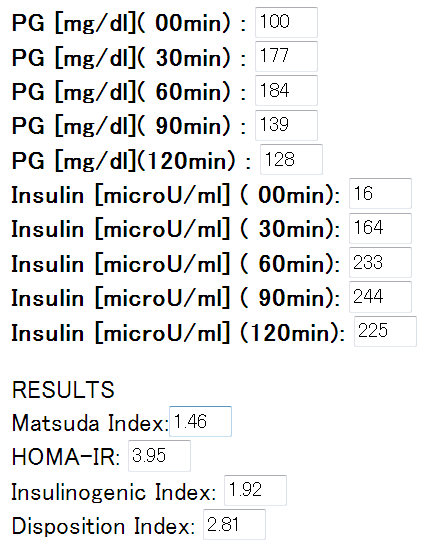 PG [mg/dl]( 00min) : 100
PG [mg/dl]( 30min) : 177
PG [mg/dl]( 60min) : 184
PG [mg/dl]( 90min) : 139
PG [mg/dl](120min) : 128
Insulin [microU/ml] ( 00min): 16
Insulin [microU/ml] ( 30min): 164
Insulin [microU/ml] ( 60min): 233
Insulin [microU/ml] ( 90min): 244
Insulin [microU/ml] (120min): 225
RESULTS
Matsuda Index: 1.46
HOMA-IR: 3.95
Insulinogenic Index: 1.92
Disposition Index: 2.81